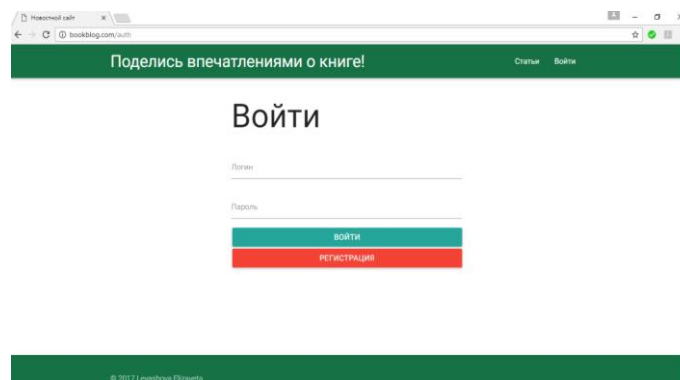 Новостной сайт
bookblog.com/auth
Поделись впечатлениями о книге!
Статьи Войти
Войти
Логин
Пароль
ВОЙТИ
РЕГИСТРАЦИЯ
© 2017 Levashova Elizaveta